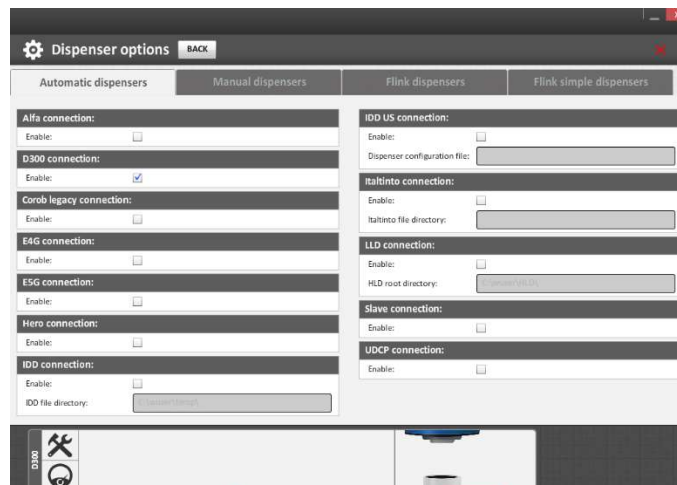 Dispenser options BACK
Automatic dispensers
Manual dispensers
Flink dispensers
Flink simple dispensers
Alfa connection:
Enable:
D300 connection:
Enable:
Corob legacy connection:
Enable:
E4G connection:
Enable:
E5G connection:
Enable:
Hero connection:
Enable:
IDD connection:
Enable:
IDD file directory:
IDD US connection:
Enable:
Dispenser configuration file:
Italtinto connection:
Enable:
Italtinto file directory:
LLD connection:
Enable:
HLD root directory:
Slave connection:
Enable:
UDCP connection:
Enable:
D300